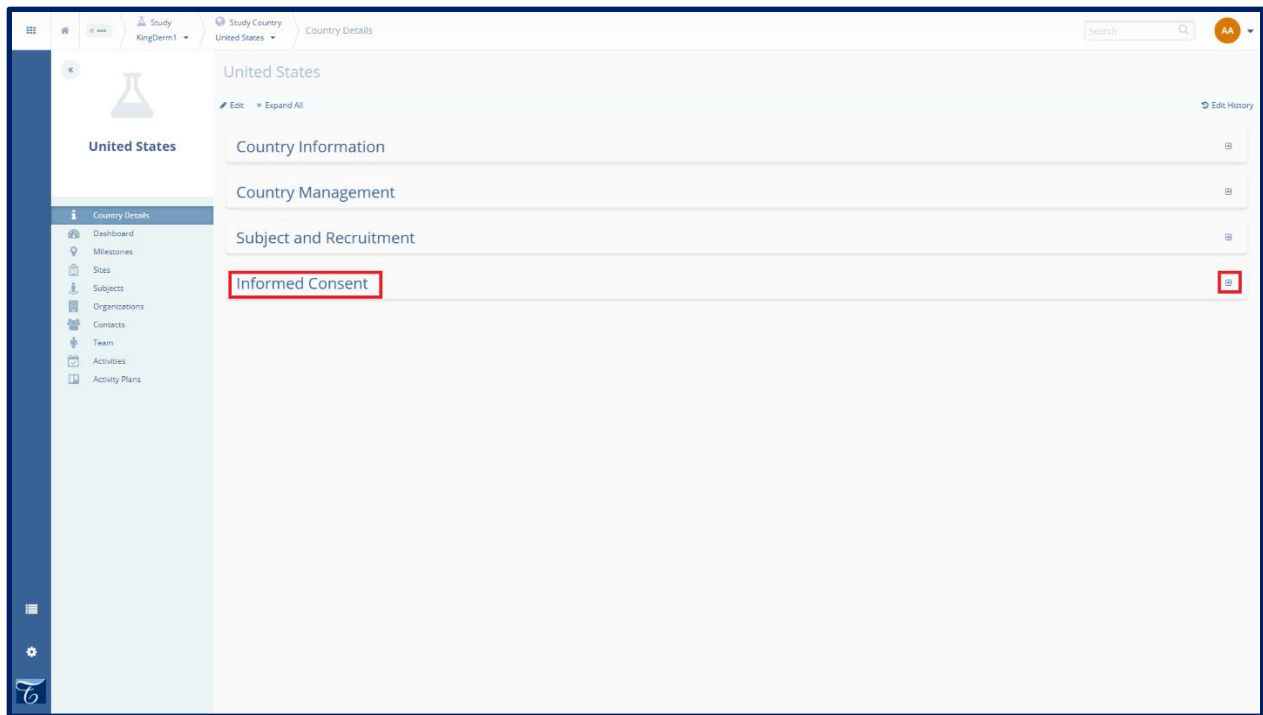 Study
KingDerm1
Study Country
United States
Country Details
Search
AA
United States
Edit Expand All
Edit History
United States
Country Information
Country Management
Subject and Recruitment
Informed Consent
Country Details
Dashboard
Milestones
Sites
Subjects
Organizations
Contacts
Team
Activities
Activity Plans